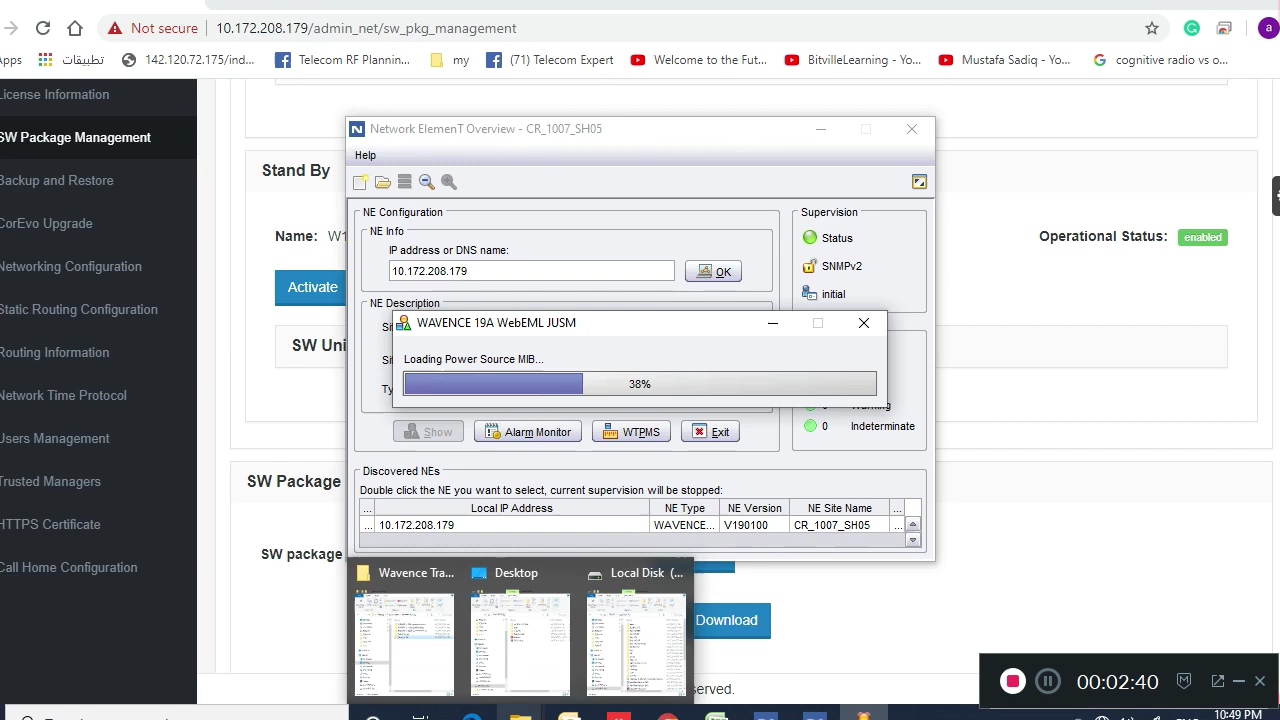 Not secure
10.172.208.179/admin_net/sw_pkg_management
a
Apps
تطبيقات
142.120.72.175/ind...
Telecom RF Plannin...
my
(71) Telecom Expert
Welcome to the Fut...
BitvilleLearning - Yo...
Mustafa Sadiq - Yo...
cognitive radio vs o...
License Information
SW Package Management
Backup and Restore
CorEvo Upgrade
Networking Configuration
Static Routing Configuration
Routing Information
Network Time Protocol
Users Management
Trusted Managers
HTTPS Certificate
Call Home Configuration
Stand By
Name: W1
Operational Status: enabled
Activate
SW Uni
SW Package
SW package
Download
served.
Network ElemenT Overview - CR_1007_SH05
Help
NE Configuration
NE Info
IP address or DNS name:
10.172.208.179
OK
NE Description
Sit
Sit
Ty
Supervision
Status
SNMPv2
initial
WAVENCE 19A WebEML JUSM
Loading Power Source MIB...
38%
0 Warning
0 Indeterminate
Show
Alarm Monitor
WTPMS
Exit
Discovered NEs
Double click the NE you want to select, current supervision will be stopped:
... Local IP Address NE Type NE Version NE Site Name ...
... 10.172.208.179 WAVENCE... V190100 CR_1007_SH05 ...
Wavence Tra...
Desktop
Local Disk (...
00:02:40
10:49 PM